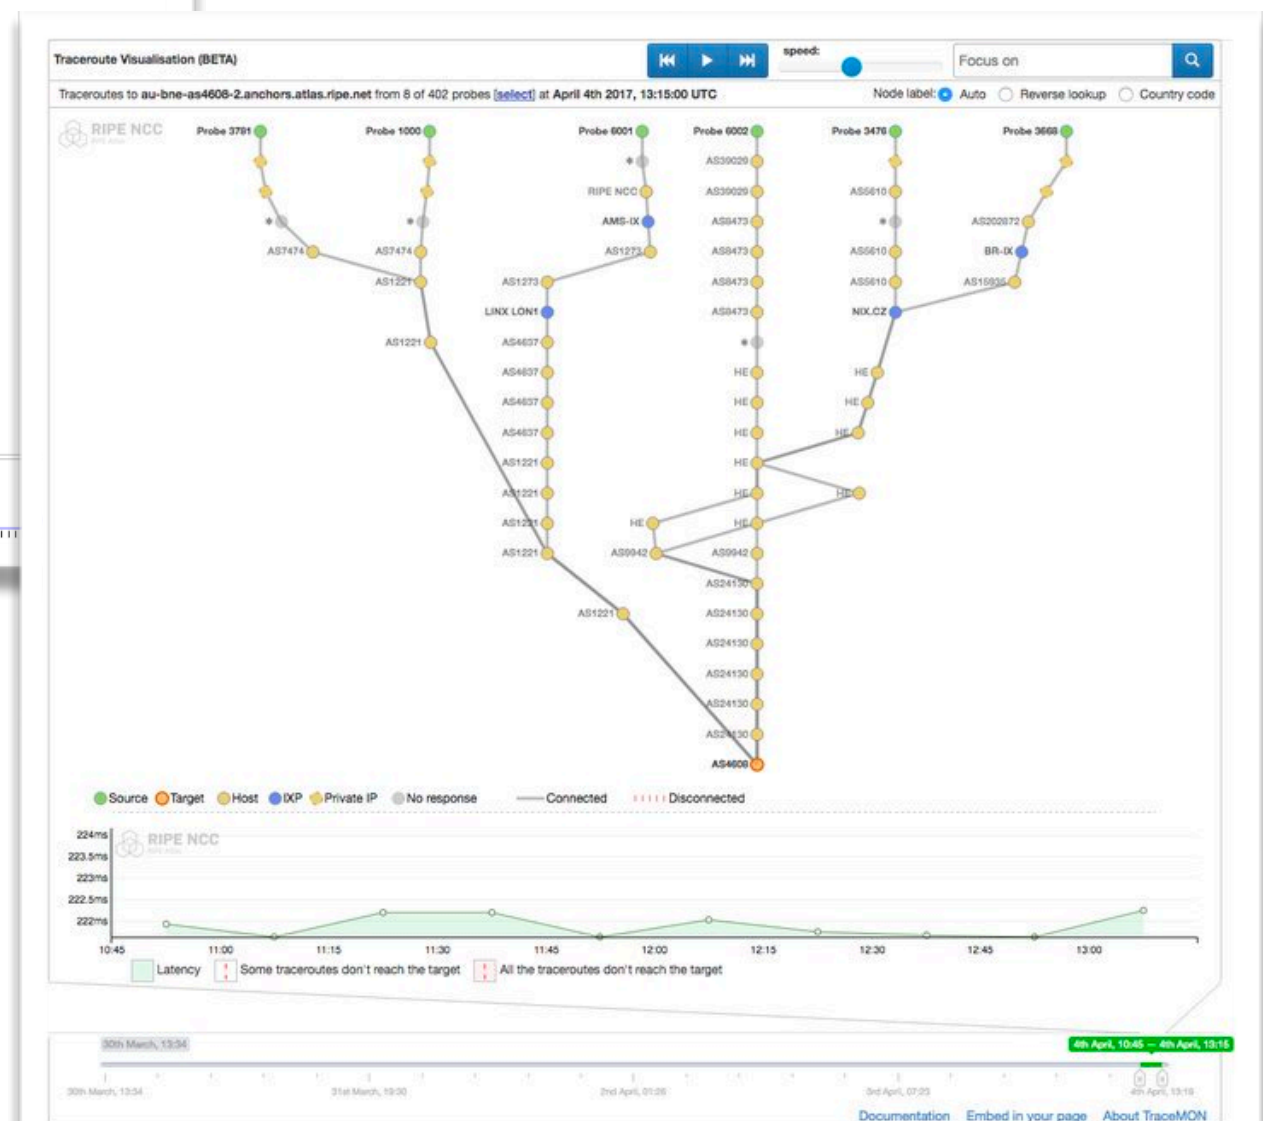 Traceroute Visualisation (BETA)
speed:
Focus on
Traceroutes to au-bne-as4608-2.anchors.atlas.ripe.net from 8 of 402 probes [select] at April 4th 2017, 13:15:00 UTC
Node label: Auto Reverse lookup Country code
RIPE NCC
Probe 3781 Probe 1000 Probe 6001 Probe 6002 Probe 3476 Probe 3668
* AS39029
RIPE NCC AS39029 AS5610
* * AMS-IX AS8473 * AS202872
AS7474 AS7474 AS1273 AS8473 AS5610 BR-IX
AS1221 AS1273 AS8473 AS5610 AS15935
LINX LON1 AS8473 NIX.CZ
AS1221 AS4637 *
AS4637 HE HE
AS4637 HE HE
AS4637 HE HE
AS1221 HE
AS1221 HE HE
AS1221 HE HE
AS1221 AS9942 AS9942
AS24130
AS1221 AS24130
AS24130
AS24130
AS24130
AS24130
AS4608
Source Target Host IXP Private IP No response Connected Disconnected
224ms
RIPE NCC
223.5ms
223ms
222.5ms
222ms
10:45 11:00 11:15 11:30 11:45 12:00 12:15 12:30 12:45 13:00
Latency Some traceroutes don't reach the target All the traceroutes don't reach the target
30th March, 13:34 4th April, 10:45 — 4th April, 13:15
30th March, 13:34 31st March, 19:30 2nd April, 01:26 3rd April, 07:23 4th April, 13:19
Documentation Embed in your page About TraceMON